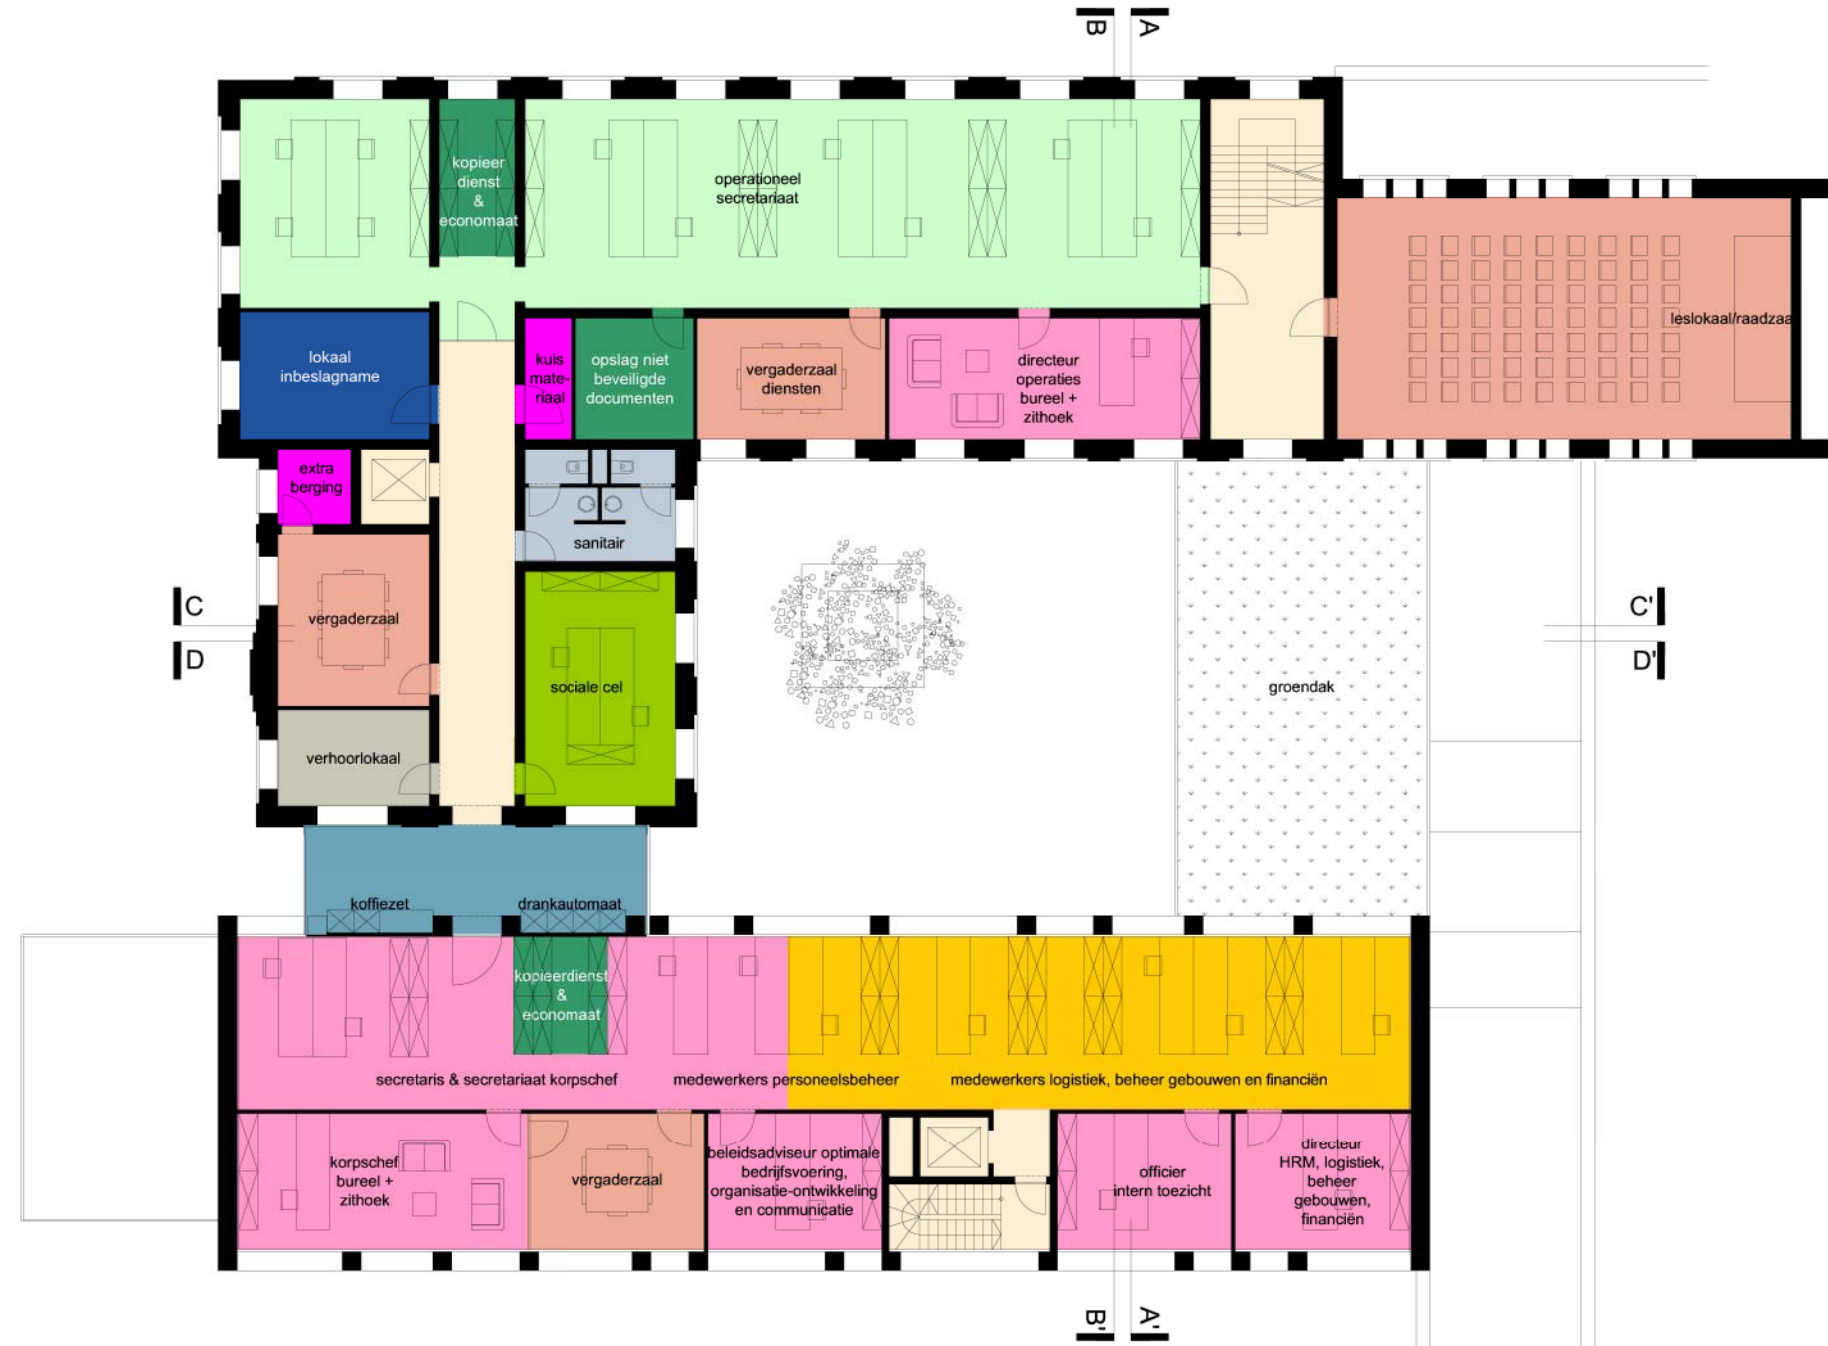 B A
kopieer
dienst
&
economaat
operationeel
secretariaat
leslokaal/raadzaa
lokaal
inbeslagname
kuis
mate-
riaal
opslag niet
beveiligde
documenten
vergaderzaal
diensten
directeur
operaties
bureel +
zithoek
extra
berging
sanitair
C
D
vergaderzaal
sociale cel
groendak
C'
D'
verhoorlokaal
koffiezet
drankautomaat
kopieerdienst
&
economaat
secretaris & secretariaat korpschef
medewerkers personeelsbeheer
medewerkers logistiek, beheer gebouwen en financiën
korpschef
bureel +
zithoek
vergaderzaal
beleidsadviseur optimale
bedrijfsvoering,
organisatie-ontwikkeling
en communicatie
officier
intern toezicht
directeur
HRM, logistiek,
beheer
gebouwen,
financiën
B' A'